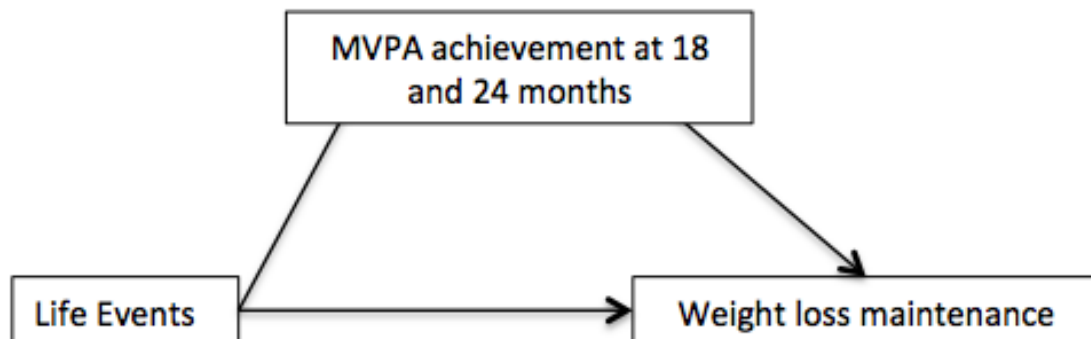 MVPA achievement at 18
and 24 months
Life Events
Weight loss maintenance